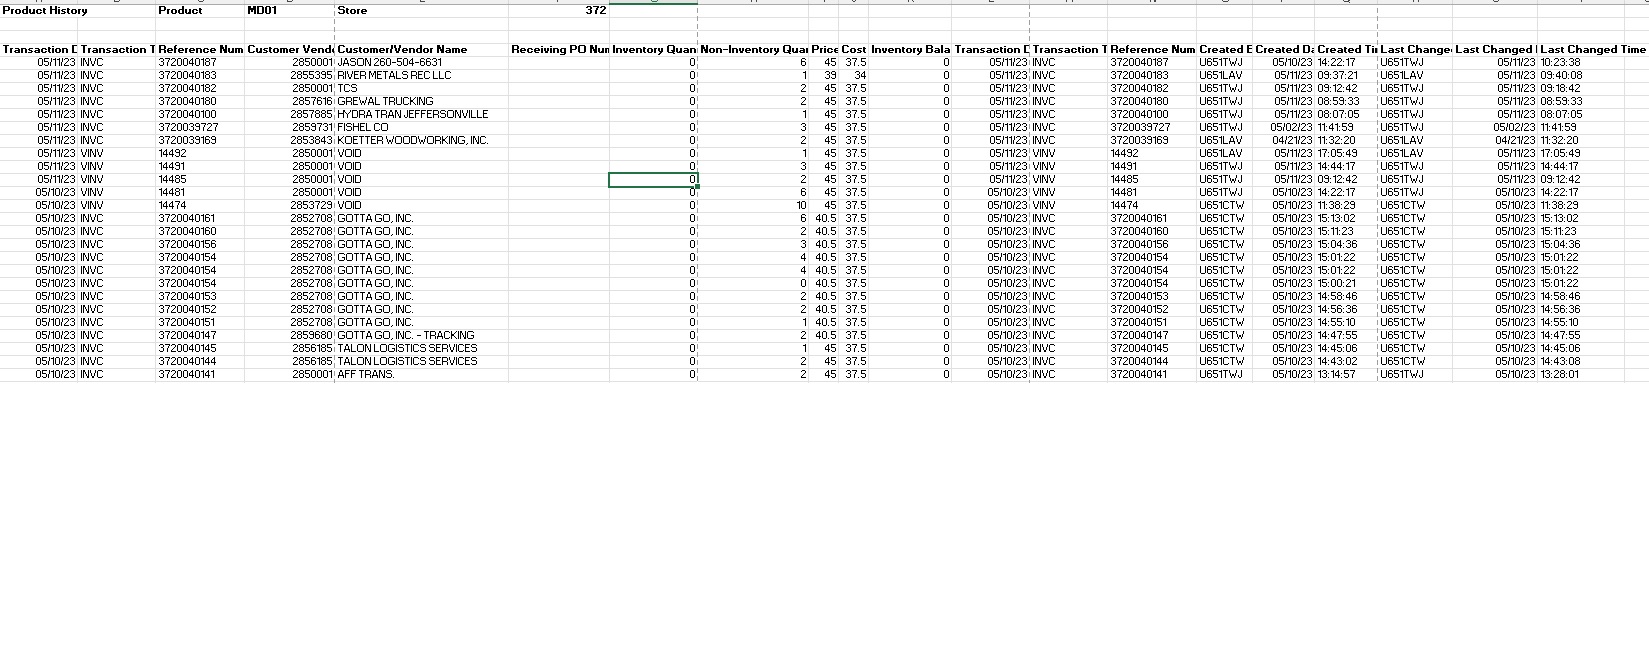 Product History Product MD01 Store 372
Transaction D Transaction T Reference Num Customer Vend Customer/Vendor Name Receiving PO Nun Inventory Quan Non-Inventory Qua Price Cost Inventory Bala Transaction D Transaction T Reference Num Created B Created Da Created Ti Last Change Last Changed Last Changed Time
05/11/23 INVC 3720040187 2850001 JASON 260-504-6631 0 6 45 37.5 0 05/11/23 INVC 3720040187 U651TWJ 05/10/23 14:22:17 U651TWJ 05/11/23 10:23:38
05/11/23 INVC 3720040183 2855395 RIVER METALS REC LLC 0 1 39 34 0 05/11/23 INVC 3720040183 U651LAV 05/11/23 09:37:21 U651LAV 05/11/23 09:40:08
05/11/23 INVC 3720040182 2850001 TCS 0 2 45 37.5 0 05/11/23 INVC 3720040182 U651TWJ 05/11/23 09:12:42 U651TWJ 05/11/23 09:18:42
05/11/23 INVC 3720040180 2857616 GREWAL TRUCKING 0 2 45 37.5 0 05/11/23 INVC 3720040180 U651TWJ 05/11/23 08:59:33 U651TWJ 05/11/23 08:59:33
05/11/23 INVC 3720040100 2857885 HYDRA TRAN JEFFERSONVILLE 0 1 45 37.5 0 05/11/23 INVC 3720040100 U651TWJ 05/11/23 08:07:05 U651TWJ 05/11/23 08:07:05
05/11/23 INVC 3720039727 2859731 FISHEL CO 0 3 45 37.5 0 05/11/23 INVC 3720039727 U651TWJ 05/02/23 11:41:59 U651TWJ 05/02/23 11:41:59
05/11/23 INVC 3720039169 2853843 KOETTER WOODWORKING, INC. 0 2 45 37.5 0 05/11/23 INVC 3720039169 U651LAV 04/21/23 11:32:20 U651LAV 04/21/23 11:32:20
05/11/23 VINV 14492 2850001 VOID 0 1 45 37.5 0 05/11/23 VINV 14492 U651LAV 05/11/23 17:05:49 U651LAV 05/11/23 17:05:49
05/11/23 VINV 14491 2850001 VOID 0 3 45 37.5 0 05/11/23 VINV 14491 U651TWJ 05/11/23 14:44:17 U651TWJ 05/11/23 14:44:17
05/11/23 VINV 14485 2850001 VOID 0 2 45 37.5 0 05/11/23 VINV 14485 U651TWJ 05/11/23 09:12:42 U651TWJ 05/11/23 09:12:42
05/10/23 VINV 14481 2850001 VOID 0 6 45 37.5 0 05/10/23 VINV 14481 U651TWJ 05/10/23 14:22:17 U651TWJ 05/10/23 14:22:17
05/10/23 VINV 14474 2853729 VOID 0 10 45 37.5 0 05/10/23 VINV 14474 U651CTW 05/10/23 11:38:29 U651CTW 05/10/23 11:38:29
05/10/23 INVC 3720040161 2852708 GOTTA GO, INC. 0 6 40.5 37.5 0 05/10/23 INVC 3720040161 U651CTW 05/10/23 15:13:02 U651CTW 05/10/23 15:13:02
05/10/23 INVC 3720040160 2852708 GOTTA GO, INC. 0 2 40.5 37.5 0 05/10/23 INVC 3720040160 U651CTW 05/10/23 15:11:23 U651CTW 05/10/23 15:11:23
05/10/23 INVC 3720040156 2852708 GOTTA GO, INC. 0 3 40.5 37.5 0 05/10/23 INVC 3720040156 U651CTW 05/10/23 15:04:36 U651CTW 05/10/23 15:04:36
05/10/23 INVC 3720040154 2852708 GOTTA GO, INC. 0 4 40.5 37.5 0 05/10/23 INVC 3720040154 U651CTW 05/10/23 15:01:22 U651CTW 05/10/23 15:01:22
05/10/23 INVC 3720040154 2852708 GOTTA GO, INC. 0 4 40.5 37.5 0 05/10/23 INVC 3720040154 U651CTW 05/10/23 15:01:22 U651CTW 05/10/23 15:01:22
05/10/23 INVC 3720040154 2852708 GOTTA GO, INC. 0 0 40.5 37.5 0 05/10/23 INVC 3720040154 U651CTW 05/10/23 15:00:21 U651CTW 05/10/23 15:01:22
05/10/23 INVC 3720040153 2852708 GOTTA GO, INC. 0 2 40.5 37.5 0 05/10/23 INVC 3720040153 U651CTW 05/10/23 14:58:46 U651CTW 05/10/23 14:58:46
05/10/23 INVC 3720040152 2852708 GOTTA GO, INC. 0 2 40.5 37.5 0 05/10/23 INVC 3720040152 U651CTW 05/10/23 14:56:36 U651CTW 05/10/23 14:56:36
05/10/23 INVC 3720040151 2852708 GOTTA GO, INC. 0 1 40.5 37.5 0 05/10/23 INVC 3720040151 U651CTW 05/10/23 14:55:10 U651CTW 05/10/23 14:55:10
05/10/23 INVC 3720040147 2859680 GOTTA GO, INC. - TRACKING 0 2 40.5 37.5 0 05/10/23 INVC 3720040147 U651CTW 05/10/23 14:47:55 U651CTW 05/10/23 14:47:55
05/10/23 INVC 3720040145 2856185 TALON LOGISTICS SERVICES 0 1 45 37.5 0 05/10/23 INVC 3720040145 U651CTW 05/10/23 14:45:06 U651CTW 05/10/23 14:45:06
05/10/23 INVC 3720040144 2856185 TALON LOGISTICS SERVICES 0 2 45 37.5 0 05/10/23 INVC 3720040144 U651CTW 05/10/23 14:43:02 U651CTW 05/10/23 14:43:08
05/10/23 INVC 3720040141 2850001 AFF TRANS. 0 2 45 37.5 0 05/10/23 INVC 3720040141 U651TWJ 05/10/23 13:14:57 U651TWJ 05/10/23 13:28:01